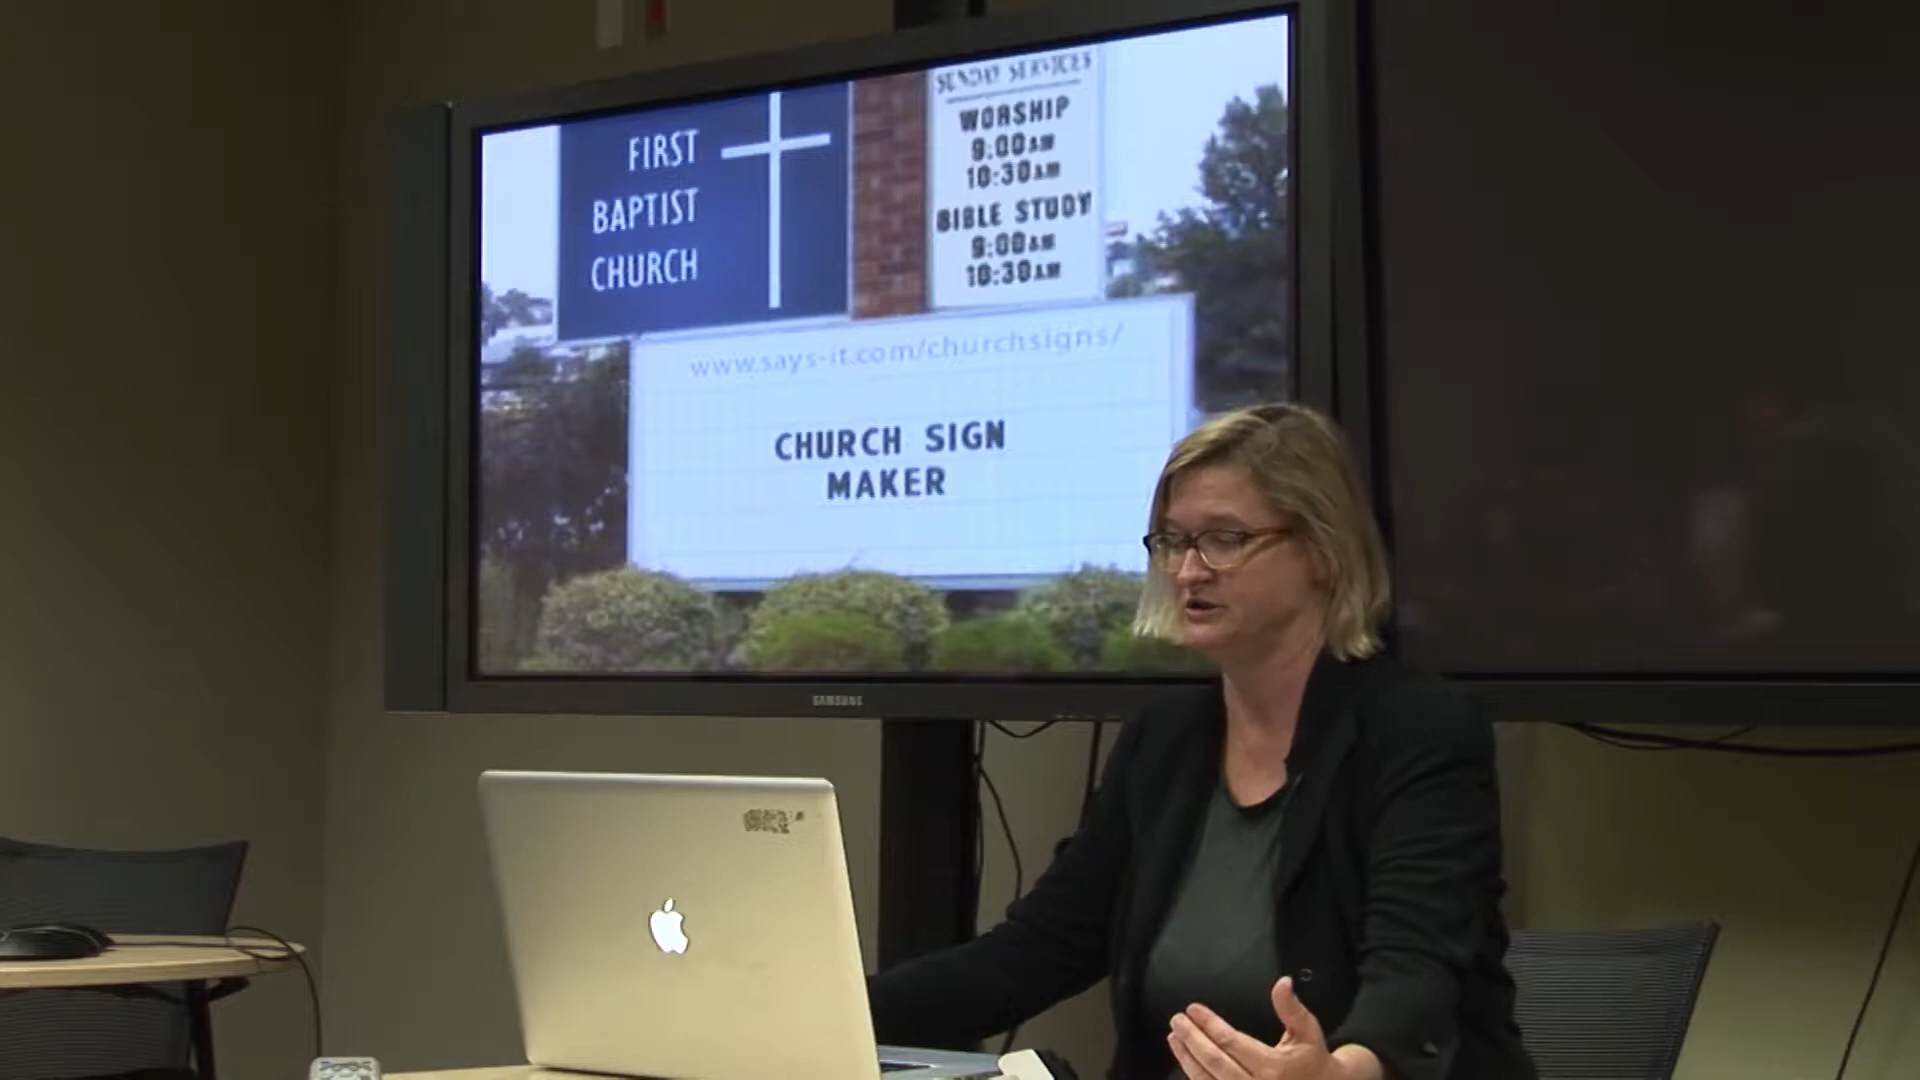 FIRST
BAPTIST
CHURCH
SUNDAY SERVICES
WORSHIP
9:00AM
10:30AM
BIBLE STUDY
9:00AM
10:30AM
www.says-it.com/churchsigns/
CHURCH SIGN
MAKER
SAMSUNG